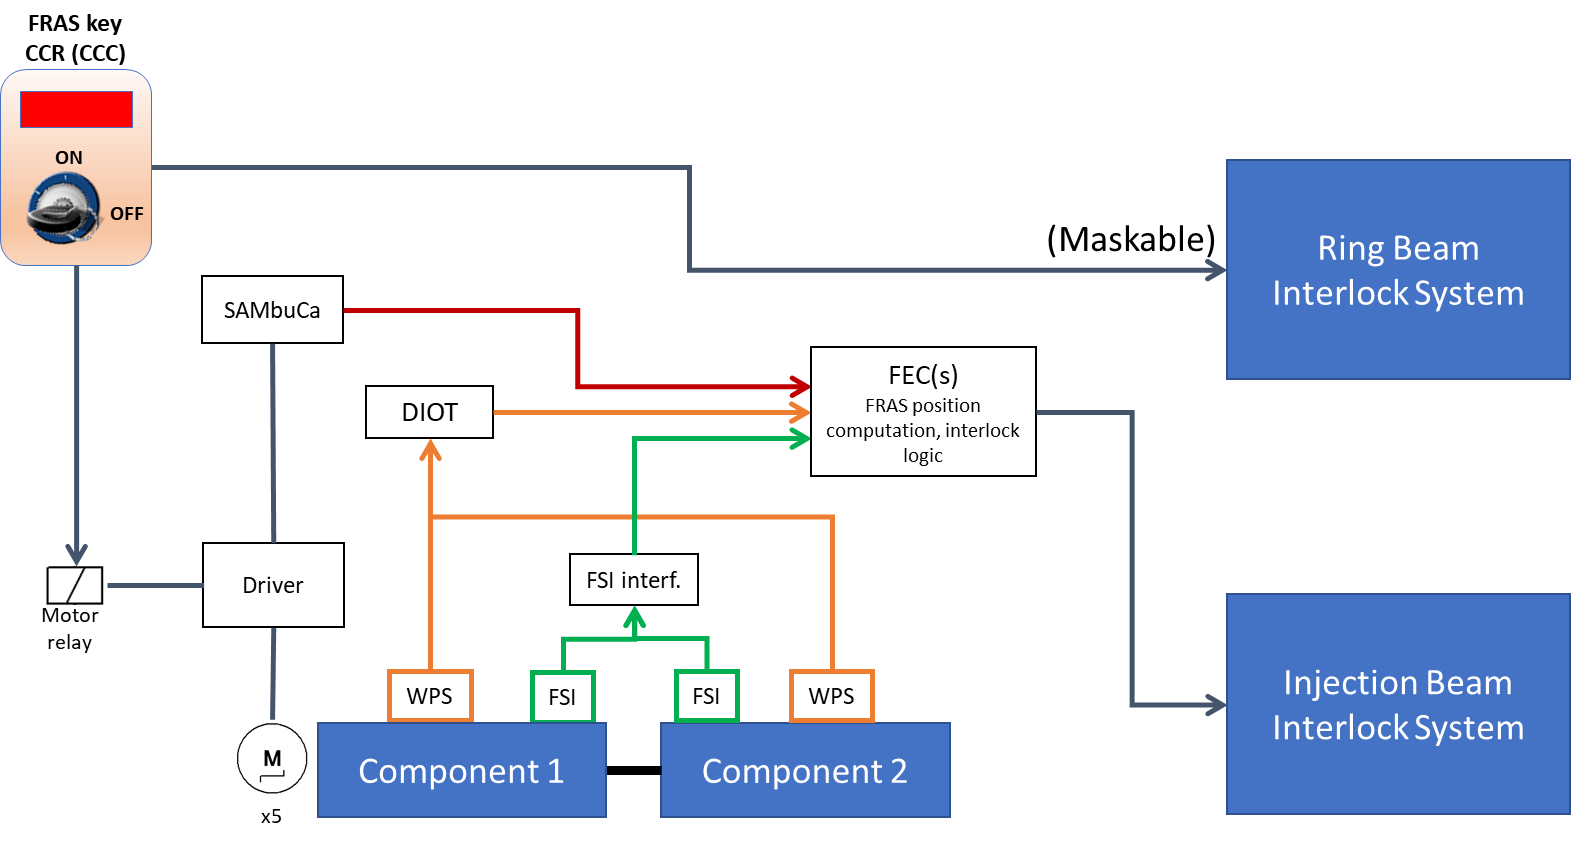 FRAS key
CCR (CCC)
ON
OFF
(Maskable)
Ring Beam
Interlock System
SAMbuCa
FEC(s)
FRAS position
computation, interlock
logic
DIOT
Driver
FSI interf.
Motor
relay
WPS
FSI
FSI
WPS
Injection Beam
Interlock System
M
x5
Component 1
Component 2